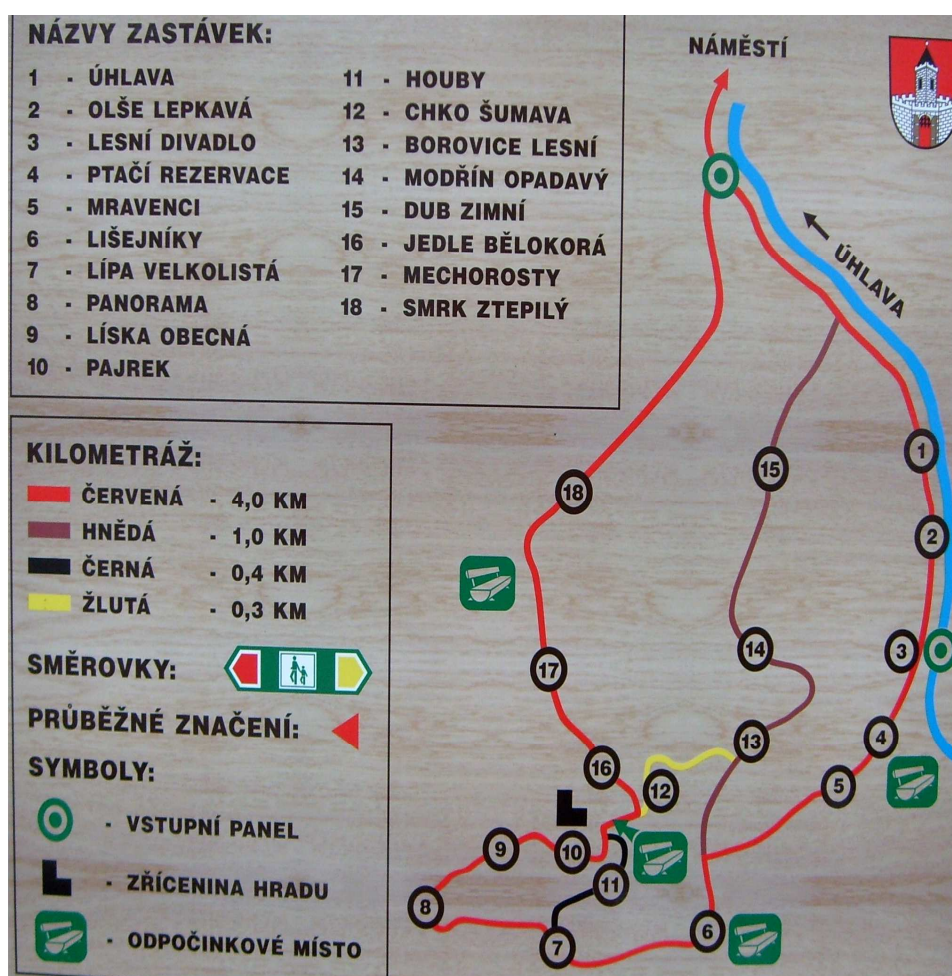 NÁZVY ZASTÁVEK:
1 - ÚHLAVA
2 - OLŠE LEPKAVÁ
3 - LESNÍ DIVADLO
4 - PTAČÍ REZERVACE
5 - MRAVENCI
6 - LIŠEJNÍKY
7 - LÍPA VELKOLISTÁ
8 - PANORAMA
9 - LÍSKA OBECNÁ
10 - PAJREK
11 - HOUBY
12 - CHKO ŠUMAVA
13 - BOROVICE LESNÍ
14 - MODŘÍN OPADAVÝ
15 - DUB ZIMNÍ
16 - JEDLE BĚLOKORÁ
17 - MECHOROSTY
18 - SMRK ZTEPILÝ
KILOMETRÁŽ:
ČERVENÁ - 4,0 KM
HNĚDÁ - 1,0 KM
ČERNÁ - 0,4 KM
ŽLUTÁ - 0,3 KM
SMĚROVKY:
PRŮBĚŽNÉ ZNAČENÍ:
SYMBOLY:
- VSTUPNÍ PANEL
- ZŘÍCENINA HRADU
- ODPOČINKOVÉ MÍSTO
NÁMĚSTÍ
ÚHLAVA
1
15
18
2
3
14
17
4
13
16
12
5
9
10
11
8
7
6